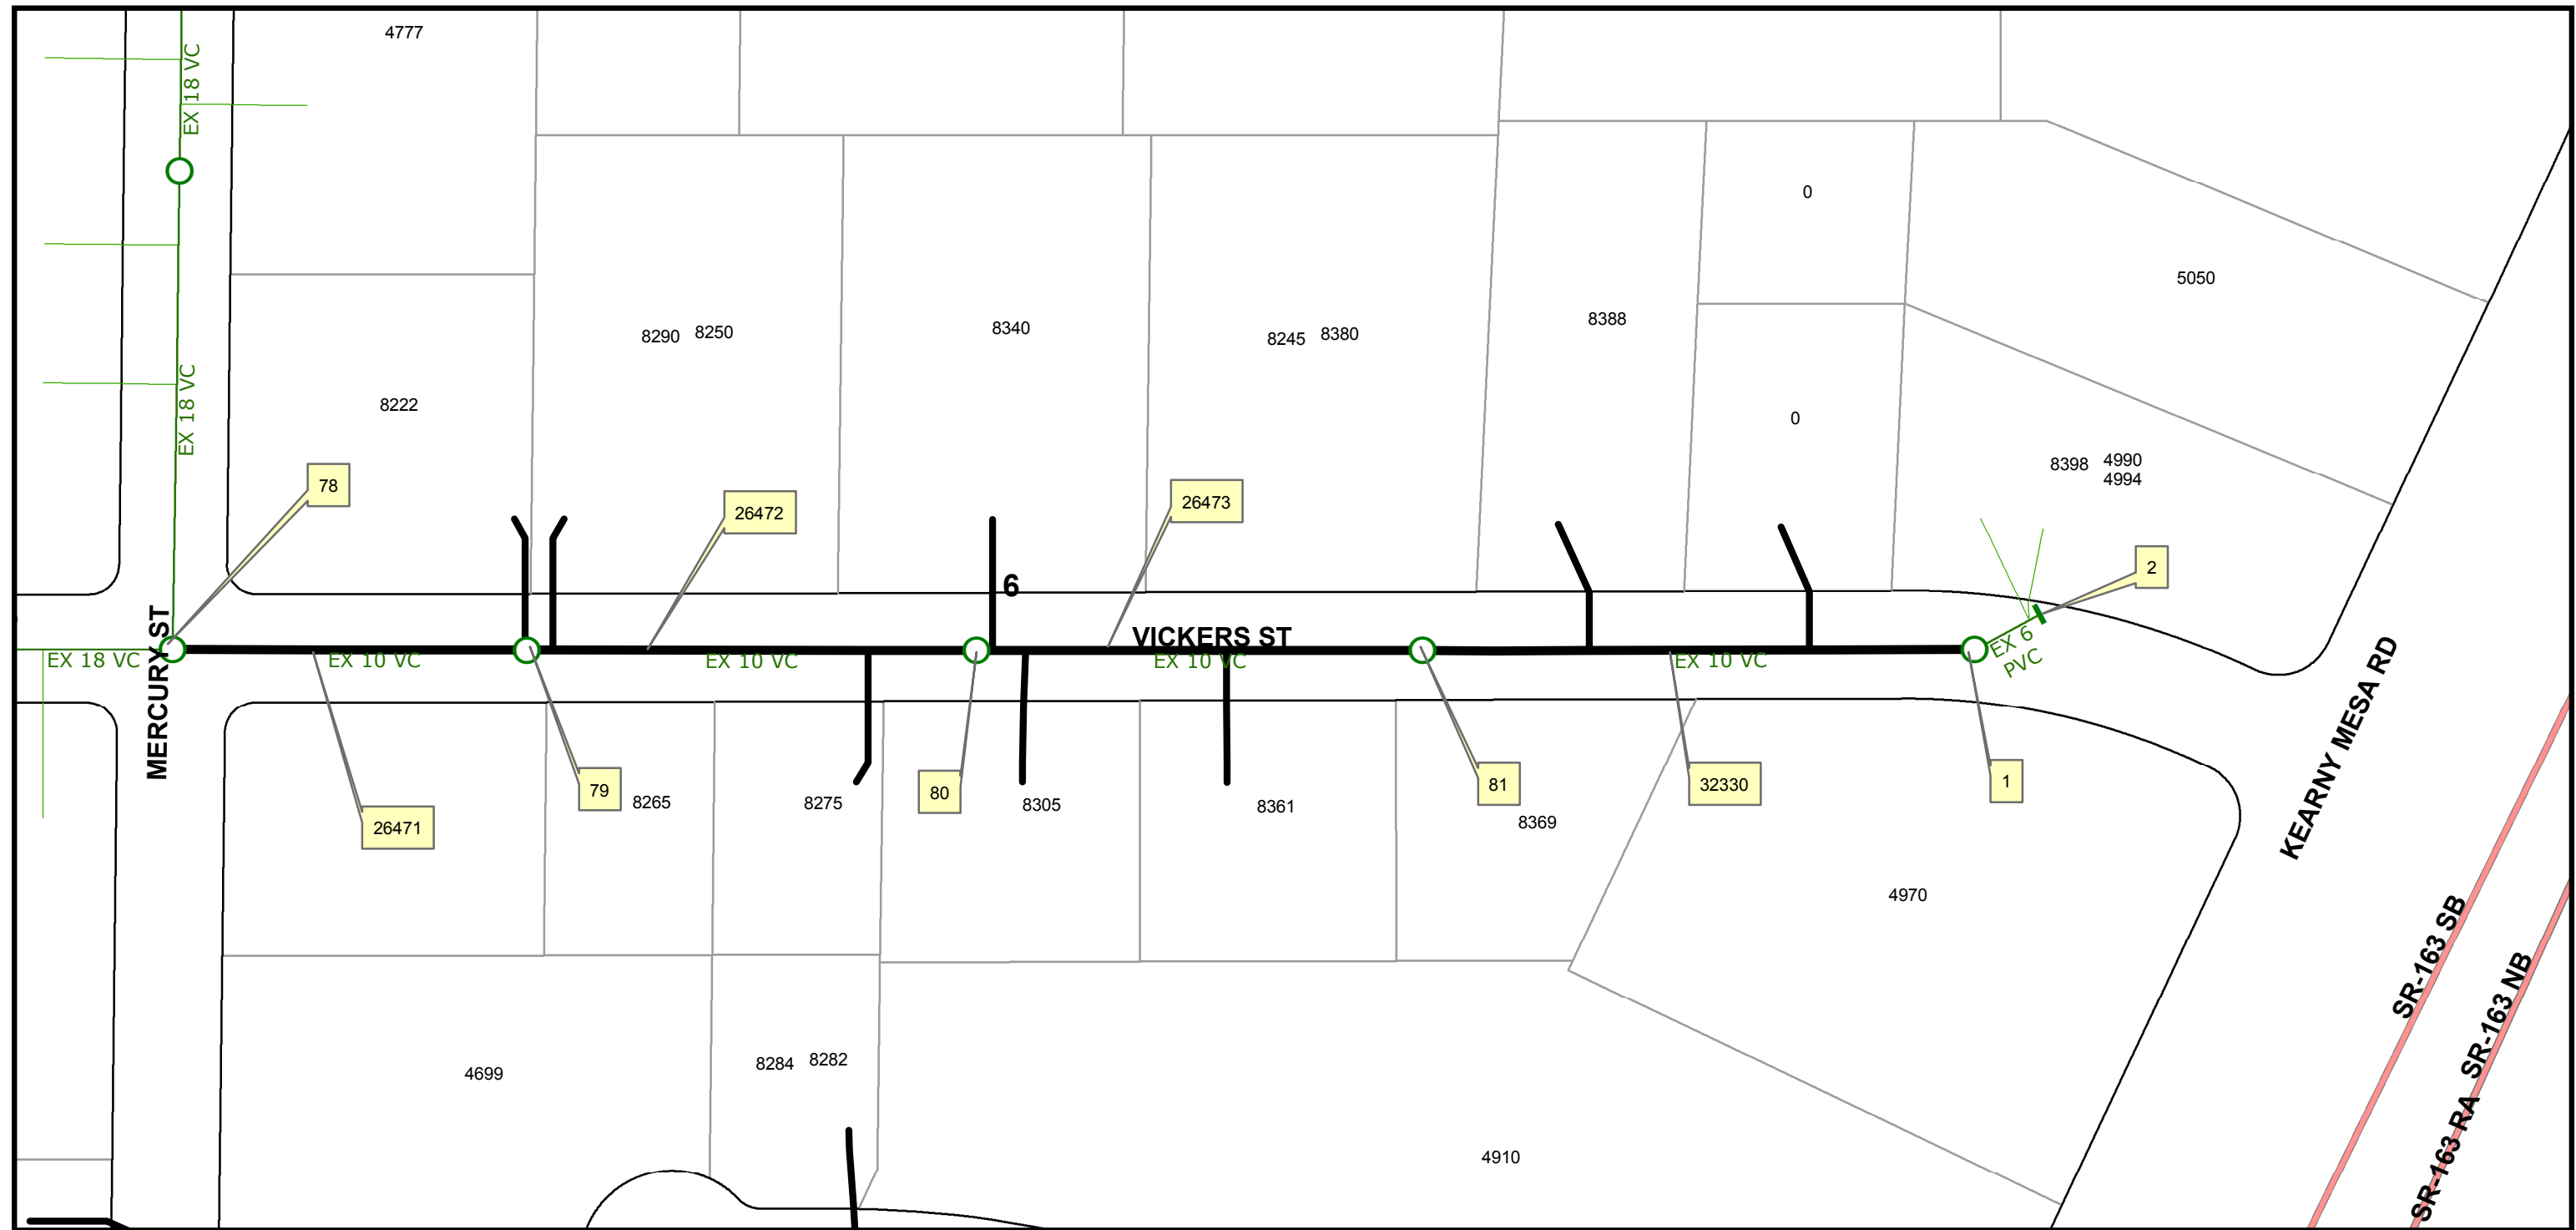 4777
EX 18 VC
0
5050
8290 8250
8340
8245 8380
8388
EX 18 VC
8222
0
8398 4990
4994
78
26472
26473
2
6
VICKERS ST
MERCURY ST
EX 18 VC
EX 10 VC
EX 10 VC
EX 10 VC
EX 10 VC
EX 6
PVC
KEARNY MESA RD
26471
79
8265
8275
80
8305
8361
81
8369
32330
1
4970
SR-163 SB
SR-163 NB
SR-163 RA
4699
8284 8282
4910